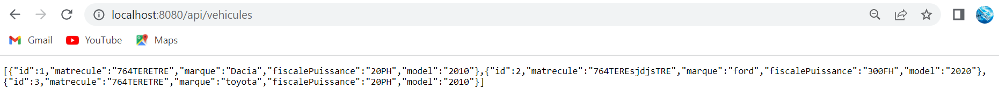 localhost:8080/api/vehicules
Gmail YouTube Maps
[{"id":1,"matrecule":"764TERETRE","marque":"Dacia","fiscalePuissance":"20PH","model":"2010"},{"id":2,"matrecule":"764TEREsjdjsTRE","marque":"ford","fiscalePuissance":"300FH","model":"2020"},
{"id":3,"matrecule":"764TERETRE","marque":"toyota","fiscalePuissance":"20PH","model":"2010"}]